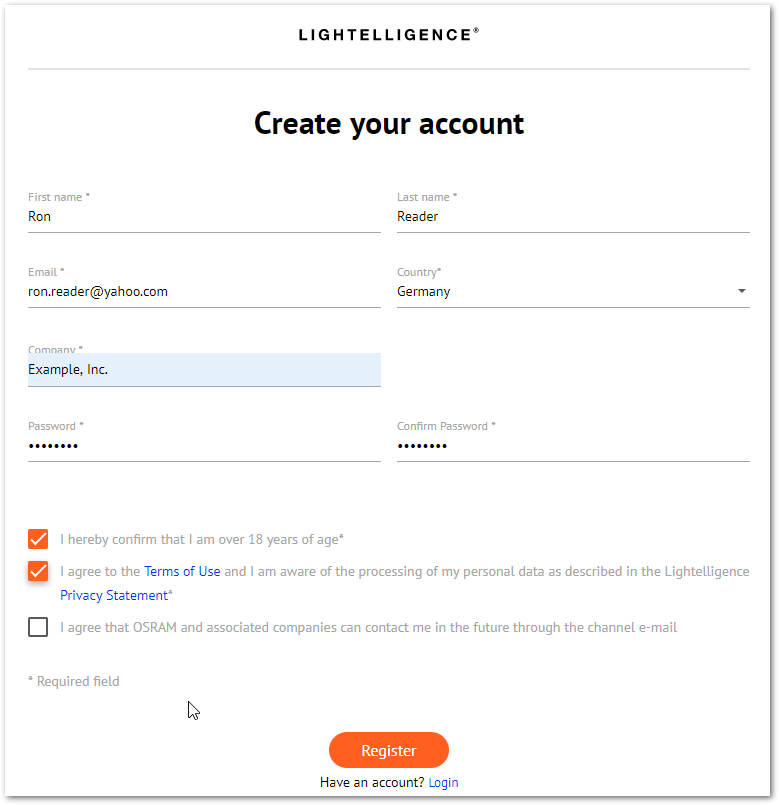 LIGHTELLIGENCE®
Create your account
First name *
Last name *
Ron
Reader
Email *
Country*
ron.reader@yahoo.com
Germany
Company *
Example, Inc.
Password *
Confirm Password *
••••••••
••••••••
I hereby confirm that I am over 18 years of age*
I agree to the Terms of Use and I am aware of the processing of my personal data as described in the Lightelligence
Privacy Statement*
I agree that OSRAM and associated companies can contact me in the future through the channel e-mail
* Required field
Register
Have an account? Login